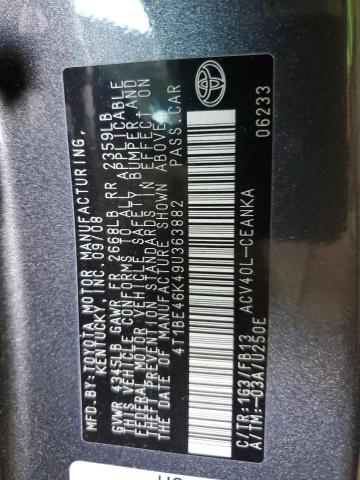 MFD.BY:TOYOTA MOTOR MANUFACTURING,
KENTUCKY, INC. 09/08
GVWR 4345LB GAWR FR 2668LB RR 2359LB
THIS VEHICLE CONFORMS TO ALL APPLICABLE
FEDERAL MOTOR VEHICLE SAFETY, BUMPER, AND
THEFT PREVENTION STANDARDS IN EFFECT ON
THE DATE OF MANUFACTURE SHOWN ABOVE.
4T1BE46K49U363882 PASS.CAR
C/TR:1G3/FB13 ACV40L-CEANKA
A/TM:-03A/U250E 06233